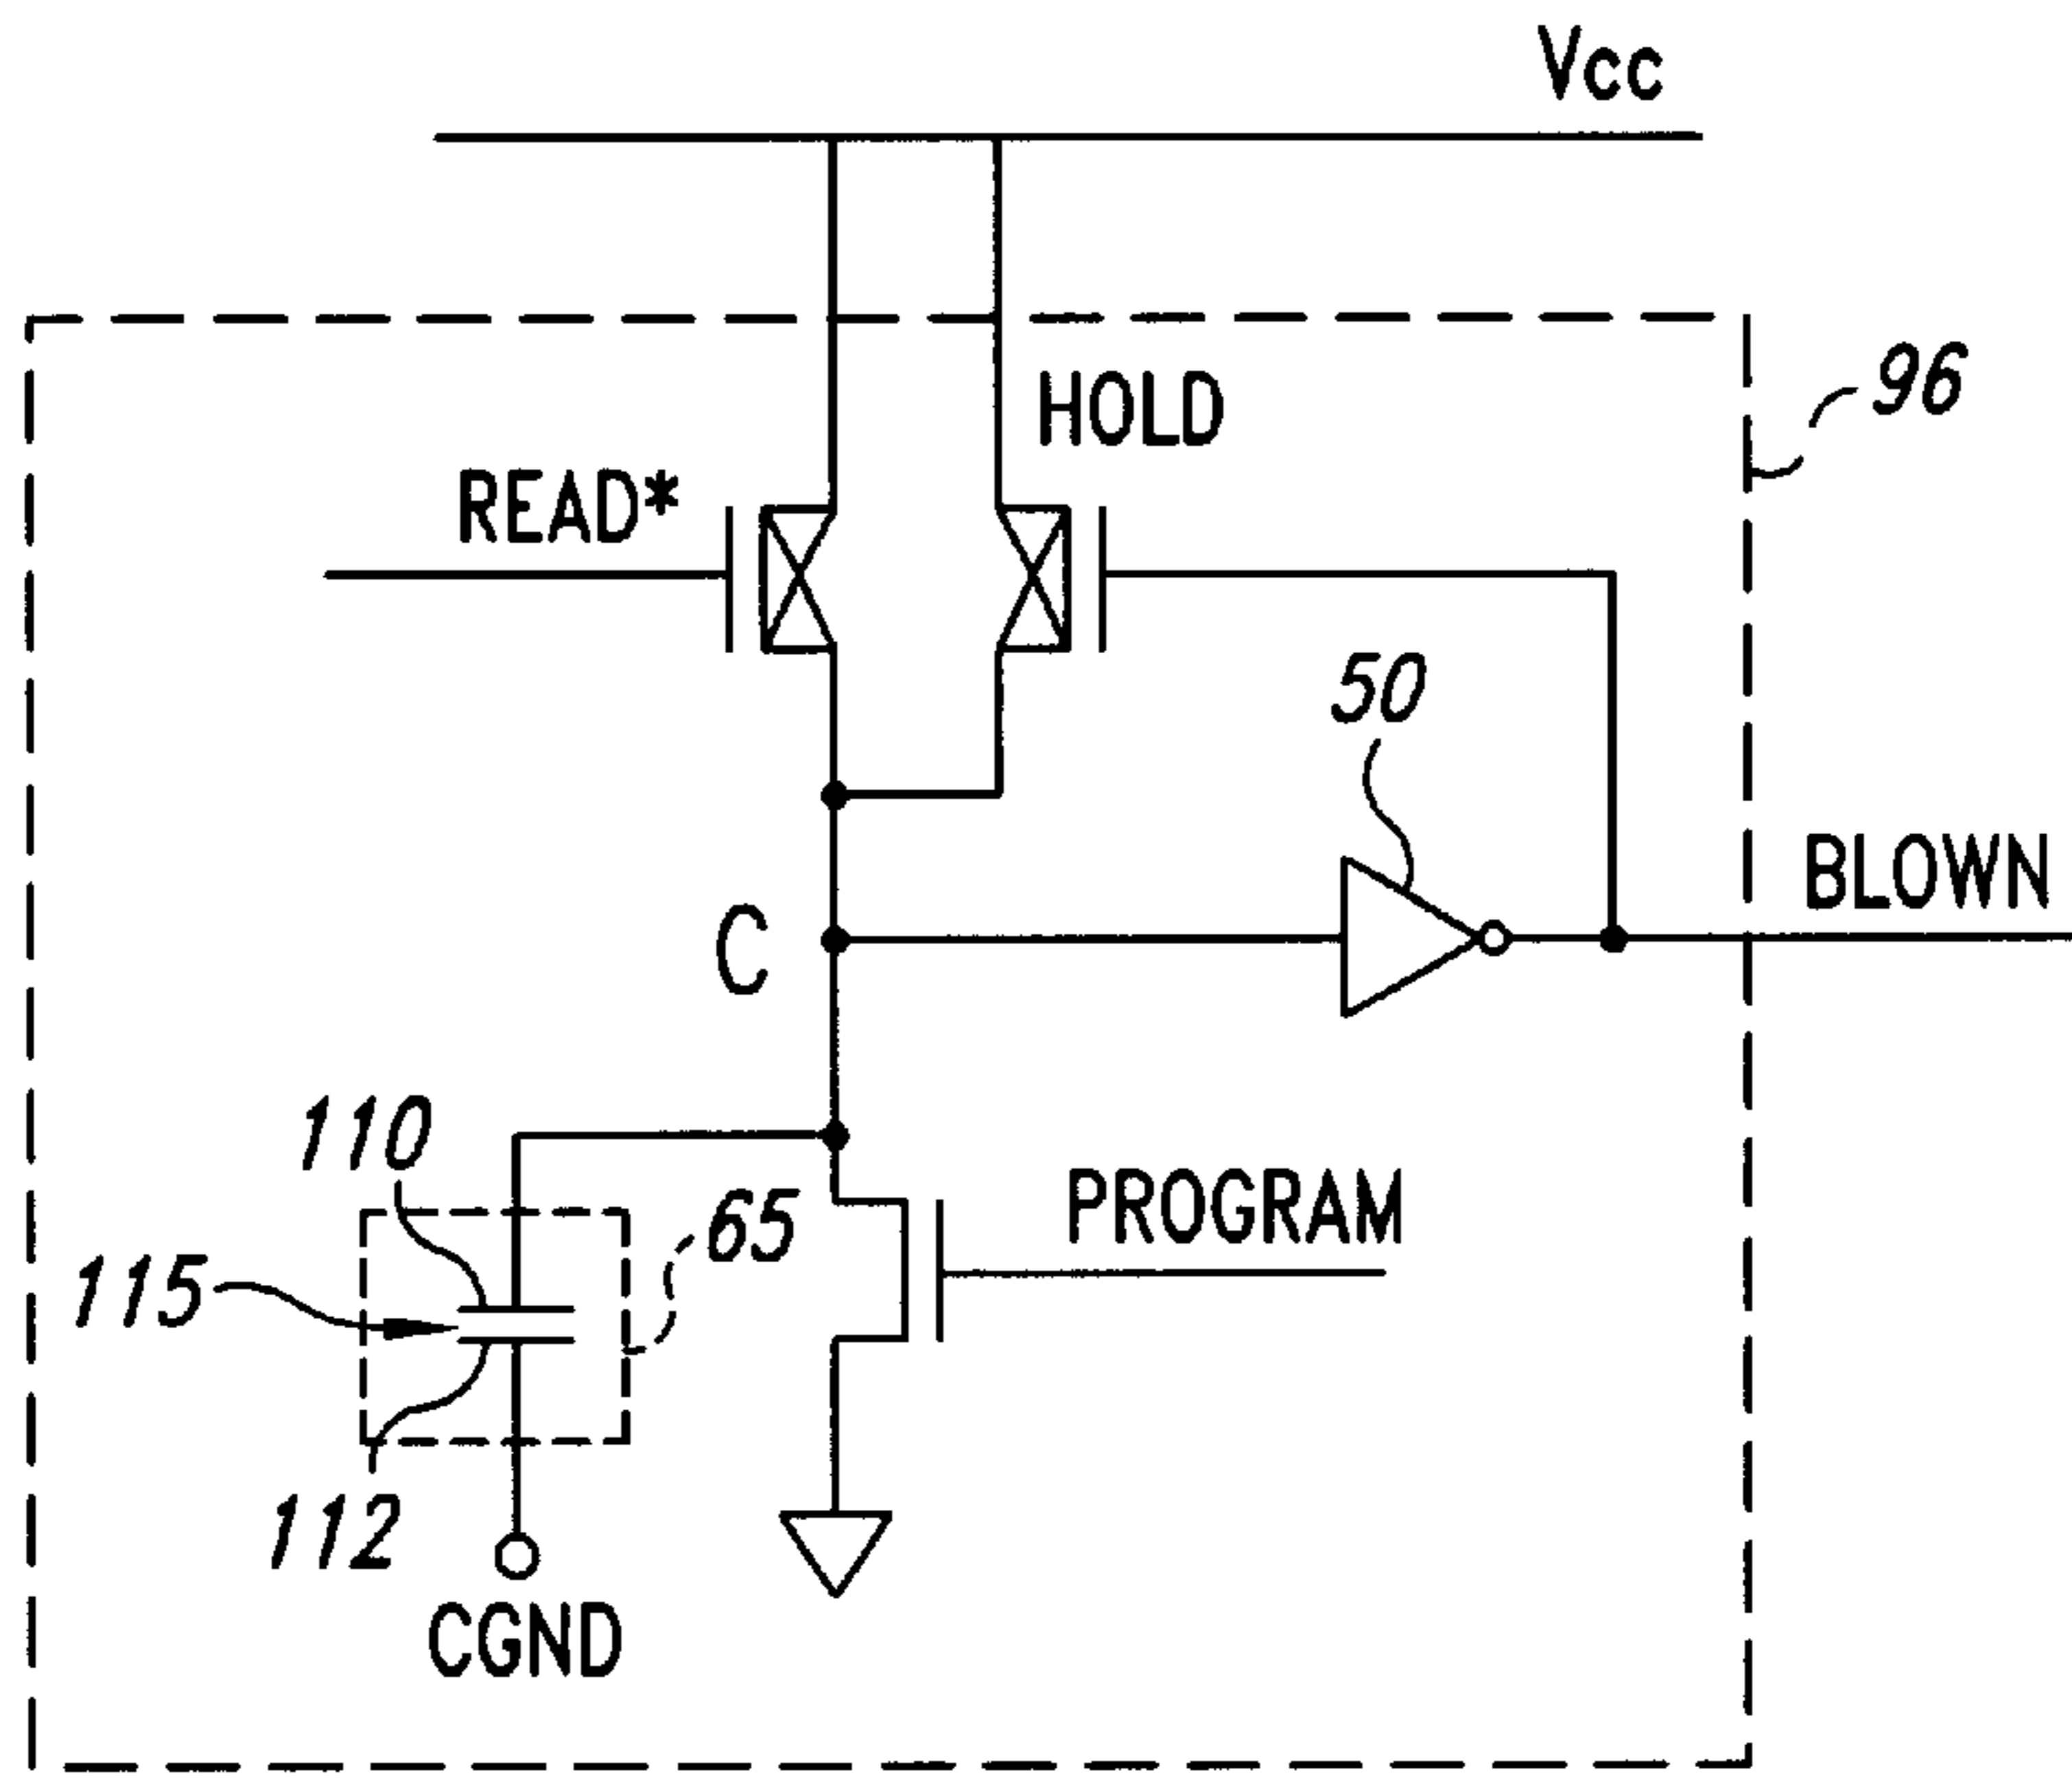 Vcc
96
HOLD
READ*
50
BLOWN
C
110
65
PROGRAM
115
112
CGND